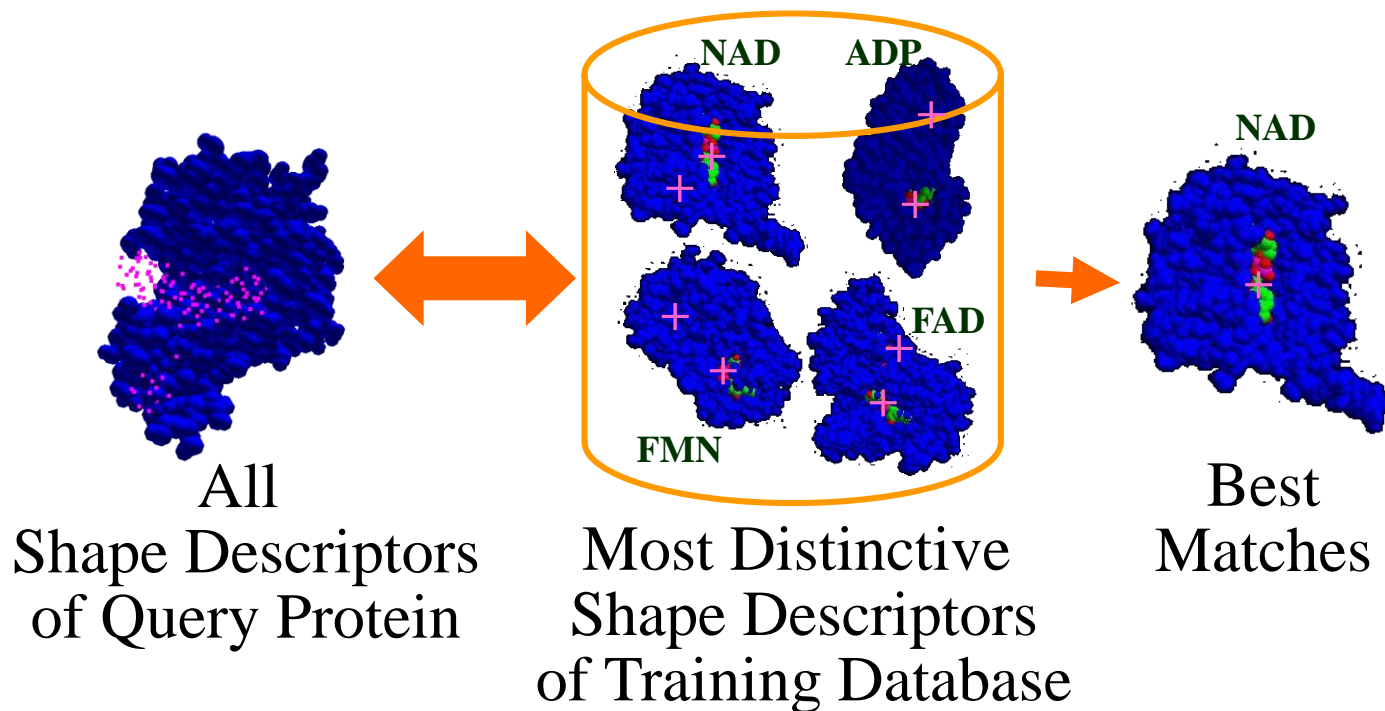 NAD
ADP
FMN
FAD
NAD
All
Shape Descriptors
of Query Protein
Most Distinctive
Shape Descriptors
of Training Database
Best
Matches